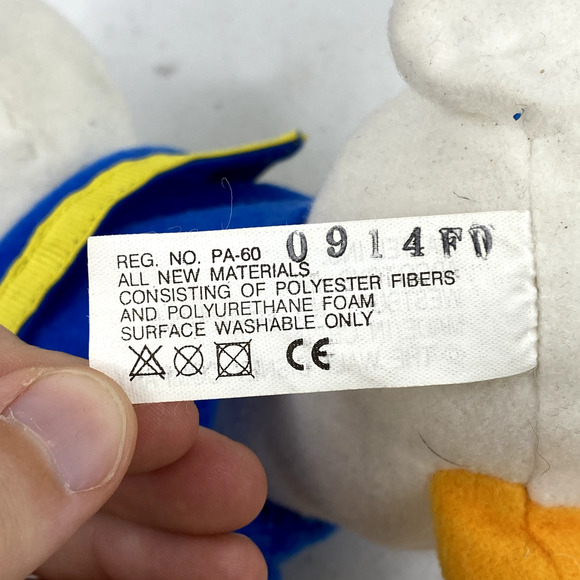 REG. NO. PA-60 0914FD
ALL NEW MATERIALS
CONSISTING OF POLYESTER FIBERS
AND POLYURETHANE FOAM
SURFACE WASHABLE ONLY
CE